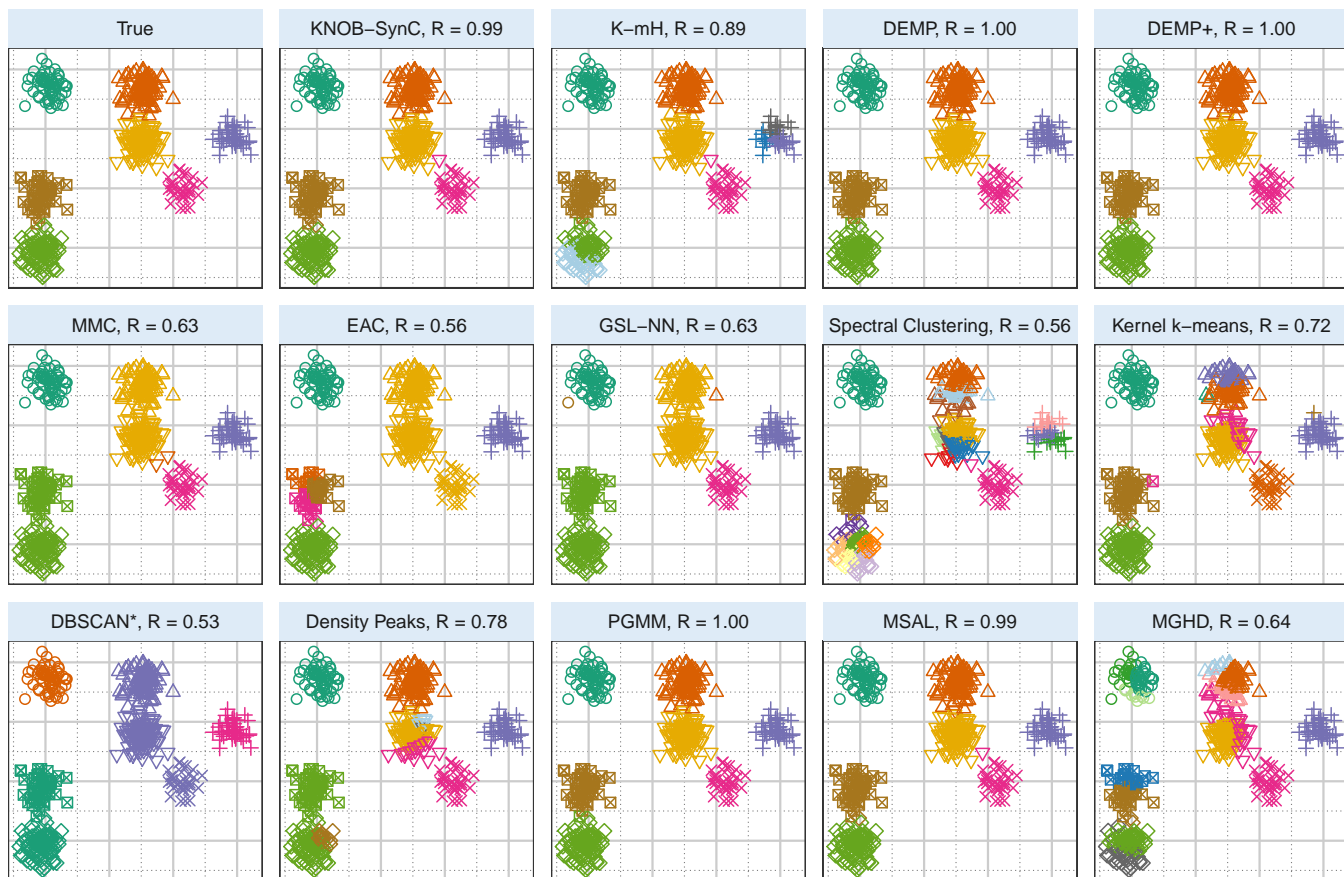 True
KNOB−SynC, R = 0.99
K−mH, R = 0.89
DEMP, R = 1.00
DEMP+, R = 1.00
MMC, R = 0.63
EAC, R = 0.56
GSL−NN, R = 0.63
Spectral Clustering, R = 0.56
Kernel k−means, R = 0.72
DBSCAN*, R = 0.53
Density Peaks, R = 0.78
PGMM, R = 1.00
MSAL, R = 0.99
MGHD, R = 0.64